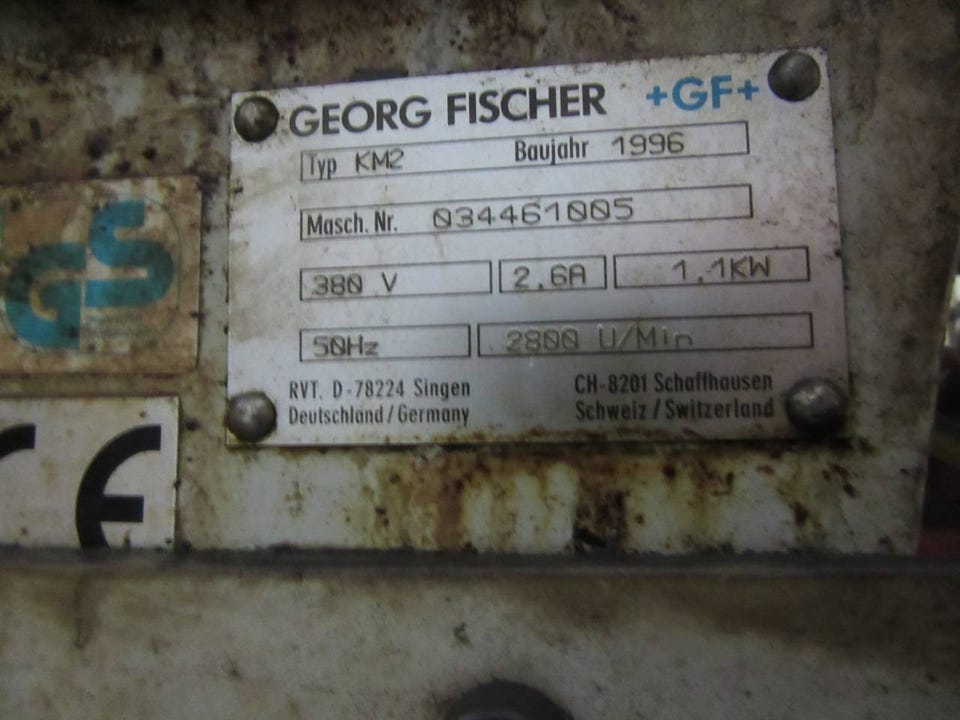 GEORG FISCHER +GF+
Typ KM2 Baujahr 1996
Masch. Nr. 034461005
380 V 2,6A 1,1KW
50Hz 2800 U/Min
RVT. D-78224 Singen
Deutschland/Germany
CH-8201 Schaffhausen
Schweiz/Switzerland
GS
CE